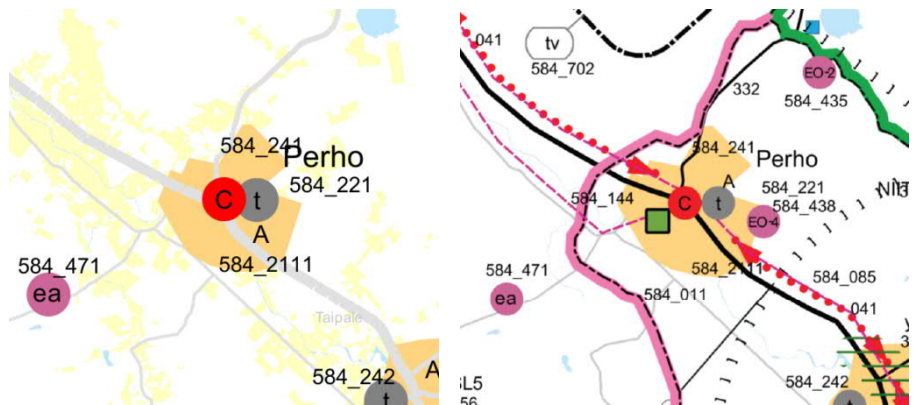 584_241
Perho
584_221
C
t
A
584_2111
584_471
ea
Taipale
584_242
A
t
041
tv
584_702
332
EO-2
584_435
584_241
Perho
A
584_221
584_144
C
t
584_438
EO-4
584_471
ea
584_2111
584_011
584_085
041
584_242
t